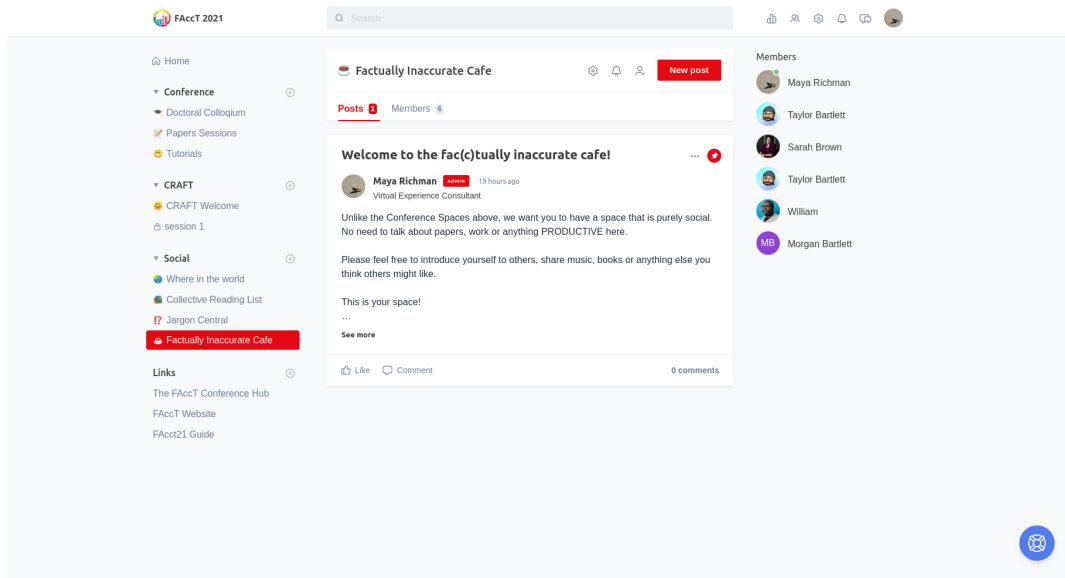 FAccT 2021
Search
Home
Conference
Doctoral Colloqium
Papers Sessions
Tutorials
CRAFT
CRAFT Welcome
session 1
Social
Where in the world
Collective Reading List
Jargon Central
Factually Inaccurate Cafe
Links
The FAccT Conference Hub
FAccT Website
FAcct21 Guide
Factually Inaccurate Cafe
New post
Posts 1 Members 6
Welcome to the fac(c)tually inaccurate cafe!
Maya Richman ADMIN 19 hours ago
Virtual Experience Consultant
Unlike the Conference Spaces above, we want you to have a space that is purely social.
No need to talk about papers, work or anything PRODUCTIVE here.
Please feel free to introduce yourself to others, share music, books or anything else you
think others might like.
This is your space!
…
See more
Like Comment 0 comments
Members
Maya Richman
Taylor Bartlett
Sarah Brown
Taylor Bartlett
William
MB Morgan Bartlett